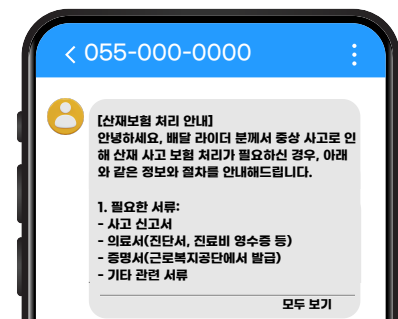 055-000-0000
[산재보험 처리 안내]
안녕하세요, 배달 라이더 분께서 중상 사고로 인
해 산재 사고 보험 처리가 필요하신 경우, 아래
와 같은 정보와 절차를 안내해드립니다.
1. 필요한 서류:
- 사고 신고서
- 의료서(진단서, 진료비 영수증 등)
- 증명서(근로복지공단에서 발급)
- 기타 관련 서류
모두 보기